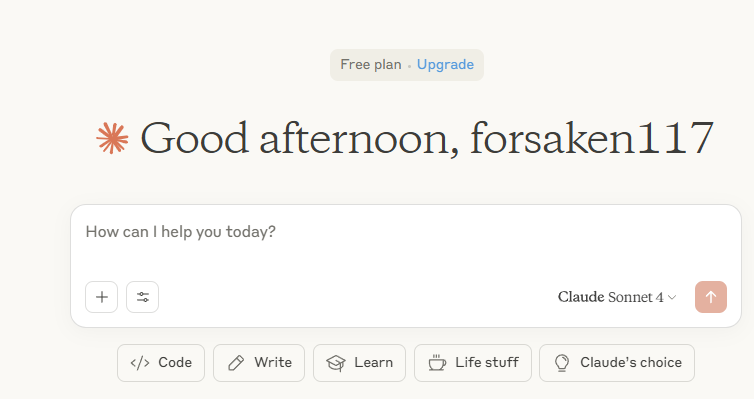 Free plan • Upgrade
Good afternoon, forsaken117
How can I help you today?
Claude Sonnet 4
Code Write Learn Life stuff Claude's choice